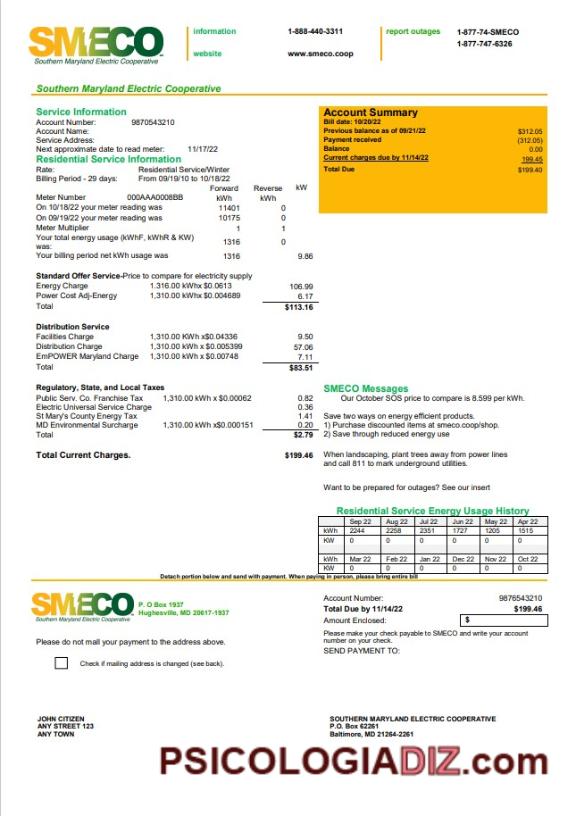 SMECO
Southern Maryland Electric Cooperative
information 1-888-440-3311
website www.smeco.coop
report outages 1-877-74-SMECO
1-877-747-6326
Southern Maryland Electric Cooperative
Service Information
Account Number: 9870543210
Account Name:
Service Address:
Next approximate date to read meter: 11/17/22
Residential Service Information
Rate: Residential Service/Winter
Billing Period - 29 days: From 09/19/10 to 10/18/22
Forward Reverse kW
Meter Number 000AAA0008BB kWh kWh
On 10/18/22 your meter reading was 11401 0
On 09/19/22 your meter reading was 10175 0
Meter Multiplier 1 1
Your total energy usage (kWhF, kWhR & KW) was: 1316 0
Your billing period net kWh usage was 1316 9.86
Standard Offer Service-Price to compare for electricity supply
Energy Charge 1.316.00 kWhx $0.0613 106.99
Power Cost Adj-Energy 1,310.00 kWhx $0.004689 6.17
Total $113.16
Distribution Service
Facilities Charge 1,310.00 KWh x$0.04336 9.50
Distribution Charge 1,310.00 kWh x $0.005399 57.06
EmPOWER Maryland Charge 1,310.00 KWh x $0.00748 7.11
Total $83.51
Regulatory, State, and Local Taxes
Public Serv. Co. Franchise Tax 1,310.00 kWh x $0.00062 0.82
Electric Universal Service Charge 0.36
St Mary's County Energy Tax 1.41
MD Environmental Surcharge 1,310.00 kWh x$0.000151 0.20
Total $2.79
Total Current Charges. $199.46
Account Summary
Bill date: 10/20/22
Previous balance as of 09/21/22 $312.05
Payment received (312.05)
Balance 0.00
Current charges due by 11/14/22 199.45
Total Due $199.40
SMECO Messages
Our October SOS price to compare is 8.599 per kWh.
Save two ways on energy efficient products.
1) Purchase discounted items at smeco.coop/shop.
2) Save through reduced energy use
When landscaping, plant trees away from power lines
and call 811 to mark underground utilities.
Want to be prepared for outages? See our insert
Residential Service Energy Usage History
Sep 22 Aug 22 Jul 22 Jun 22 May 22 Apr 22
kWh 2244 2258 2351 1727 1205 1515
KW 0 0 0 0 0 0
kWh Mar 22 Feb 22 Jan 22 Dec 22 Nov 22 Oct 22
KW 0 0 0 0 0 0
Detach portion below and send with payment. When paying in person, please bring entire bill
SMECO
Southern Maryland Electric Cooperative
P. O Box 1937
Hughesville, MD 20617-1937
Please do not mall your payment to the address above.
Check if mailing address is changed (see back).
Account Number: 9876543210
Total Due by 11/14/22 $199.46
Amount Enclosed: $
Please make your check payable to SMECO and write your account
number on your check.
SEND PAYMENT TO:
JOHN CITIZEN
ANY STREET 123
ANY TOWN
SOUTHERN MARYLAND ELECTRIC COOPERATIVE
P.O. Box 62261
Baltimore, MD 21264-2261
PSICOLOGIADIZ.com